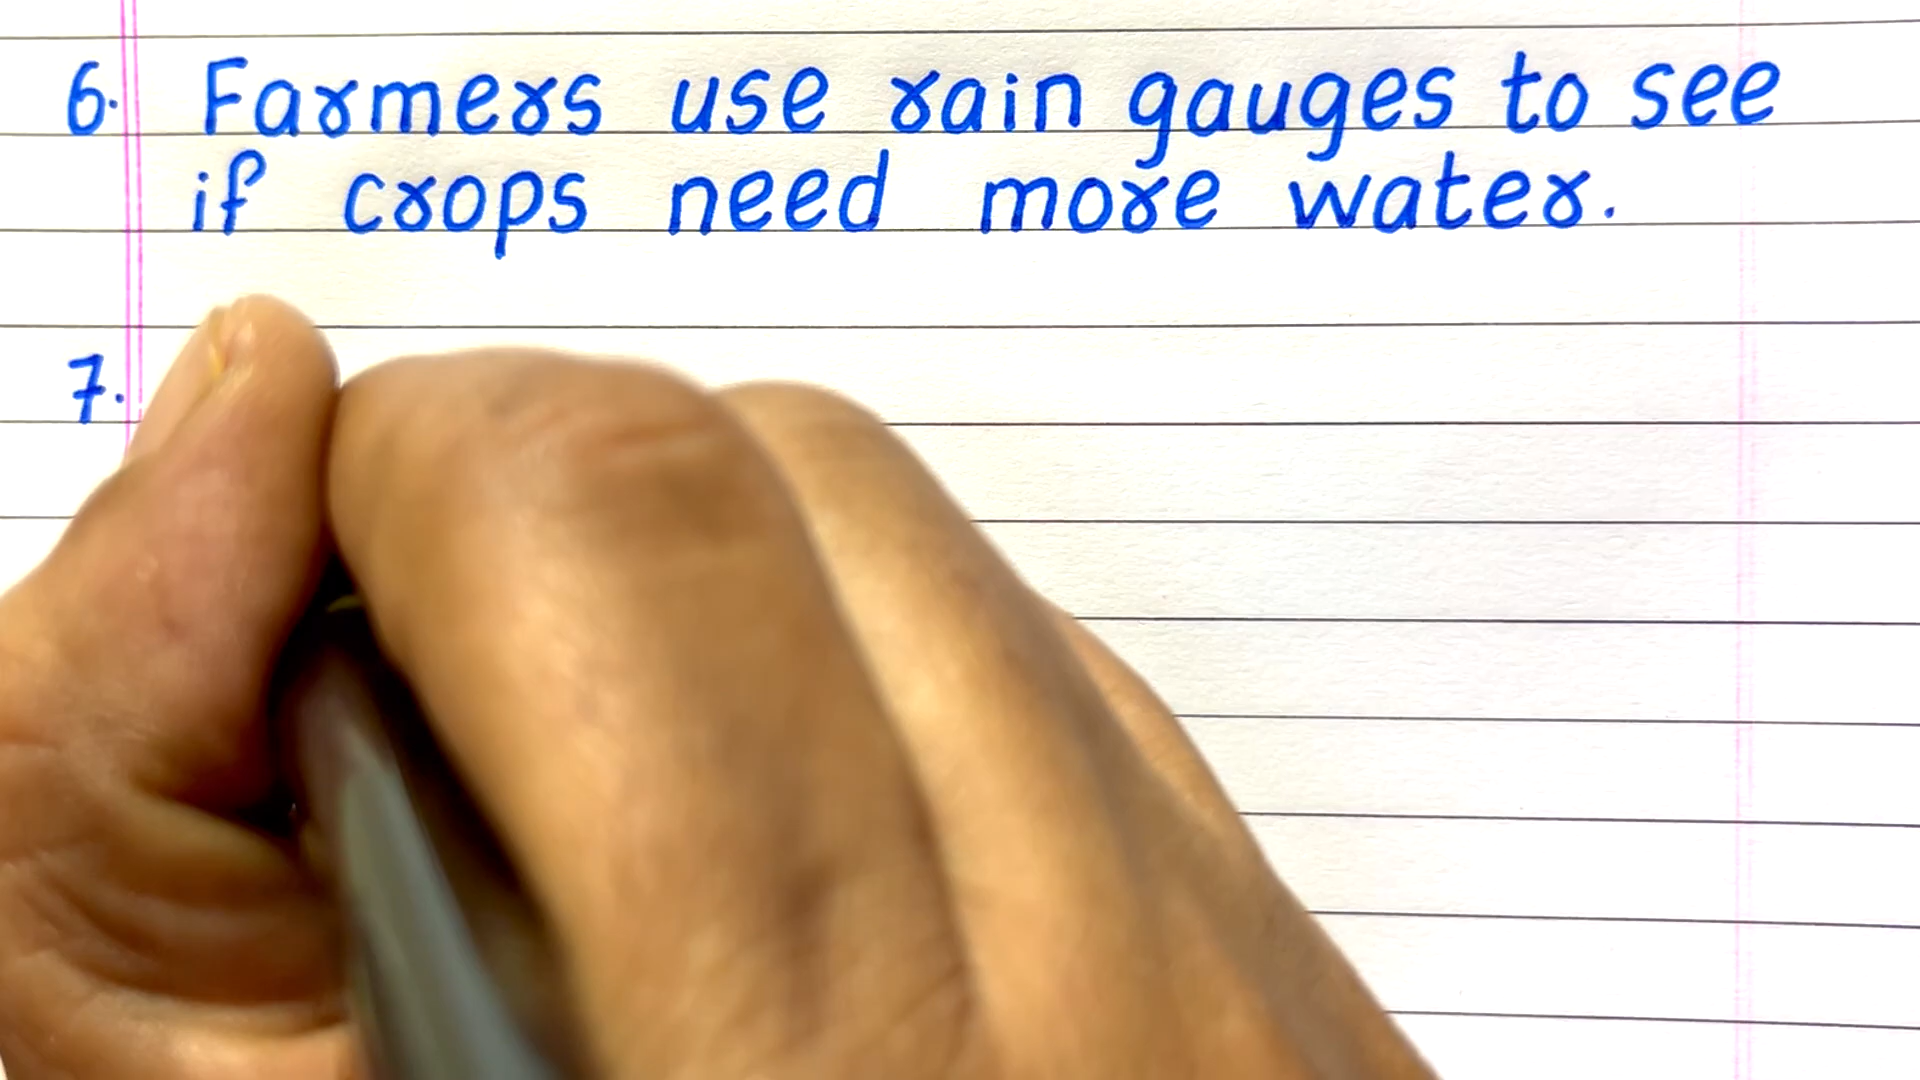 6. Farmers use rain gauges to see
if crops need more water.
7.